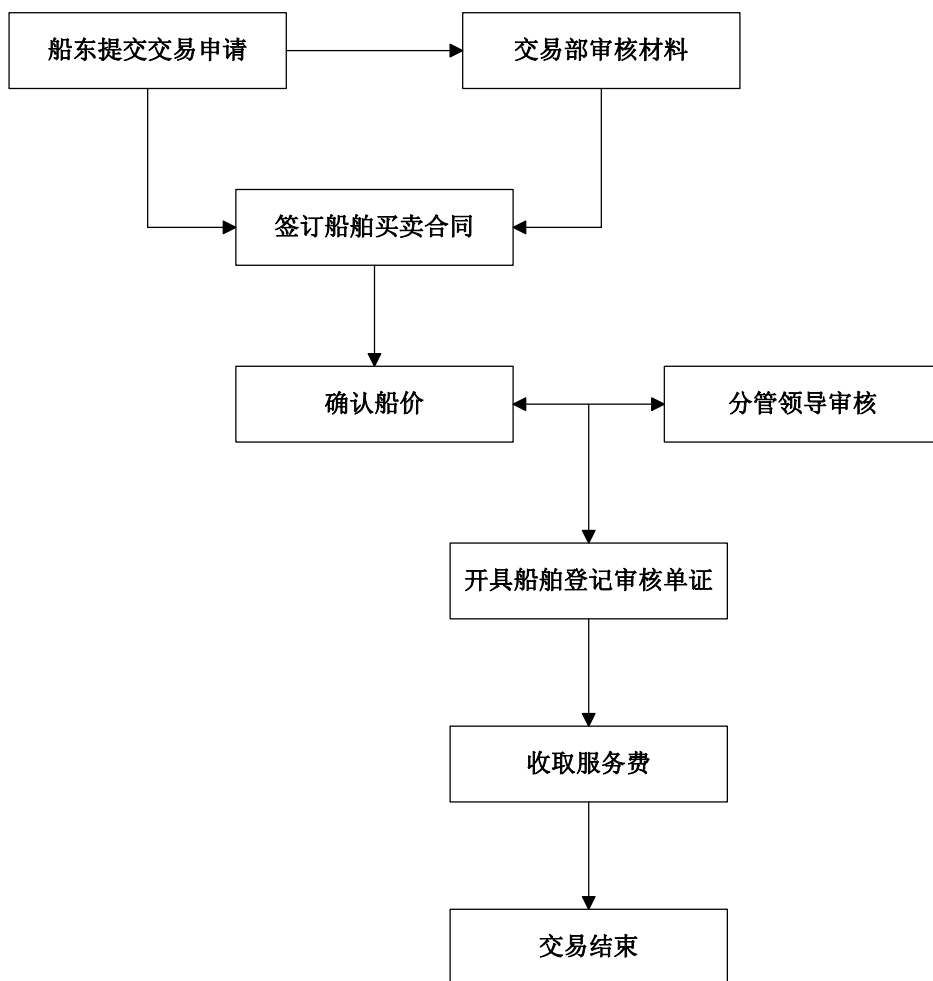 船东提交交易申请
交易部审核材料
签订船舶买卖合同
确认船价
分管领导审核
开具船舶登记审核单证
收取服务费
交易结束